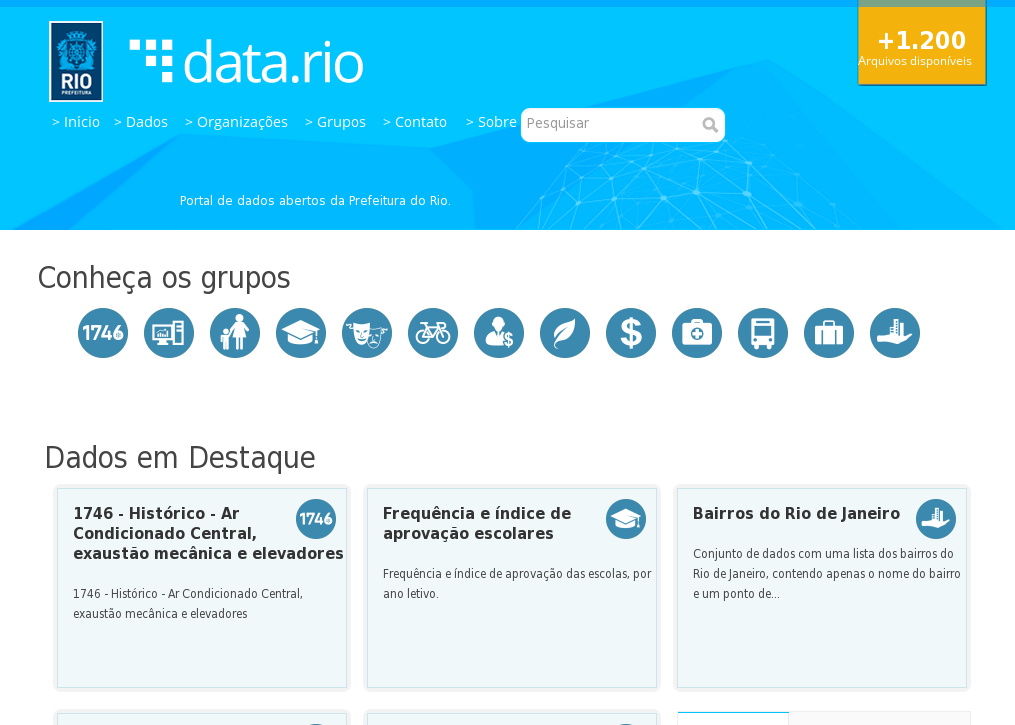 +1.200
Arquivos disponíveis
RIO
PREFEITURA
data.rio
> Início > Dados > Organizações > Grupos > Contato > Sobre
Pesquisar
Portal de dados abertos da Prefeitura do Rio.
Conheça os grupos
1746
$
Dados em Destaque
1746 - Histórico - Ar
Condicionado Central,
exaustão mecânica e elevadores
1746
1746 - Histórico - Ar Condicionado Central,
exaustão mecânica e elevadores
Frequência e índice de
aprovação escolares
Frequência e índice de aprovação das escolas, por
ano letivo.
Bairros do Rio de Janeiro
Conjunto de dados com uma lista dos bairros do
Rio de Janeiro, contendo apenas o nome do bairro
e um ponto de...